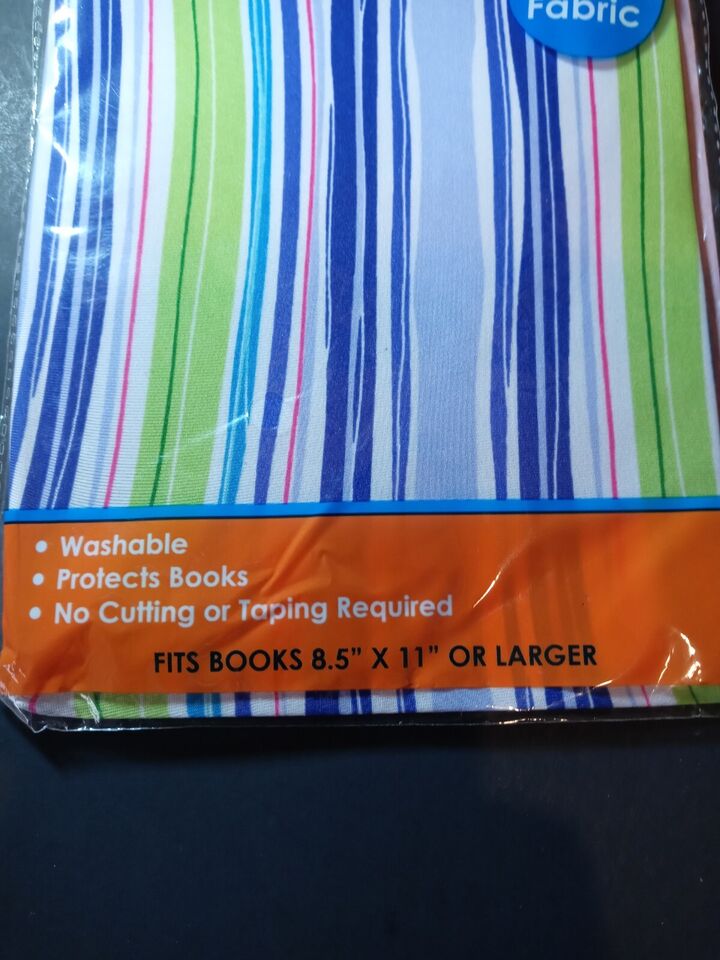 Fabric
• Washable
• Protects Books
• No Cutting or Taping Required
FITS BOOKS 8.5” X 11” OR LARGER